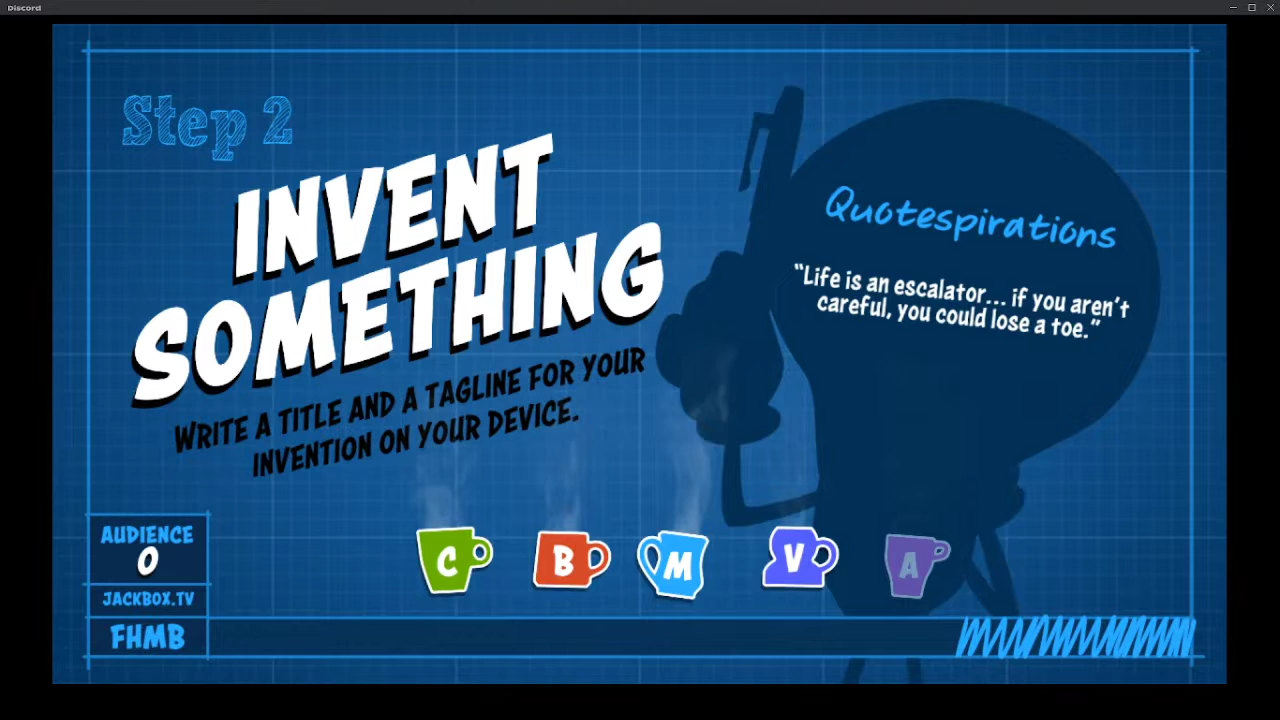 Discord
Step 2
INVENT
SOMETHING
WRITE A TITLE AND A TAGLINE FOR YOUR
INVENTION ON YOUR DEVICE.
Quotespirations
“Life is an escalator... if you aren’t
careful, you could lose a toe.”
C
B
M
V
A
AUDIENCE
0
JACKBOX.TV
FHMB